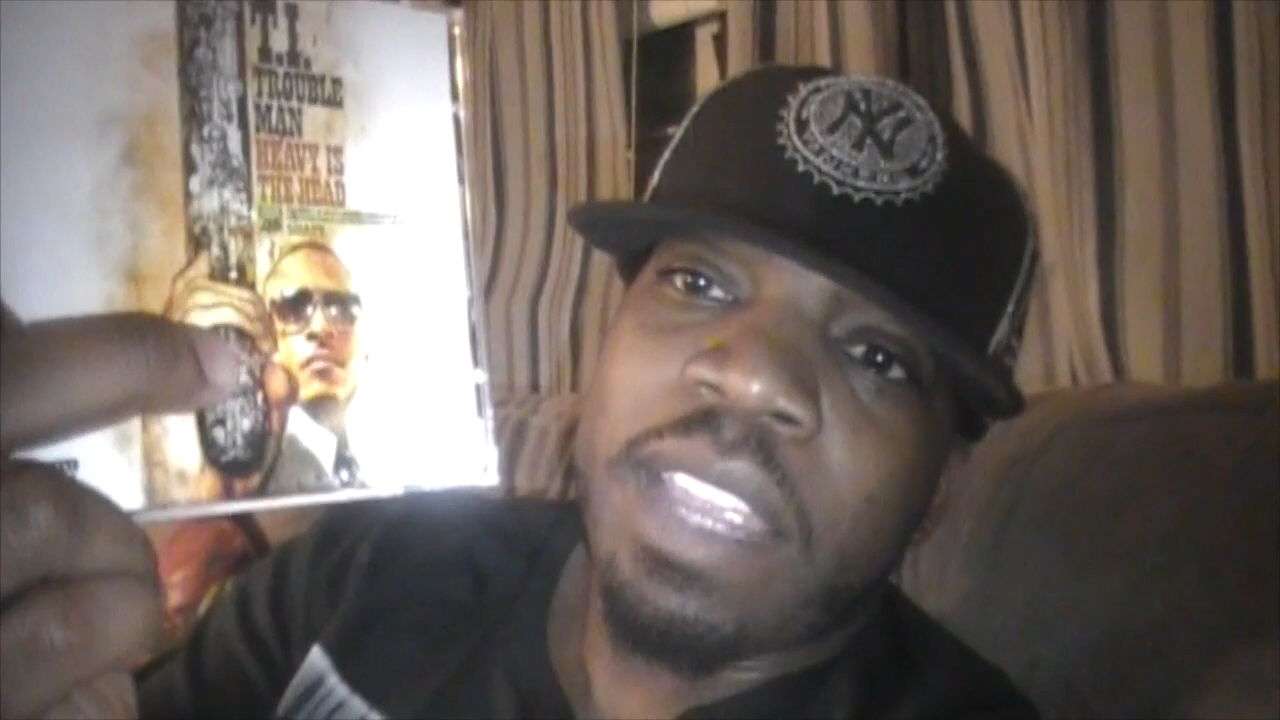 T.I.
TROUBLE
MAN
HEAVY IS
THE HEAD
NY